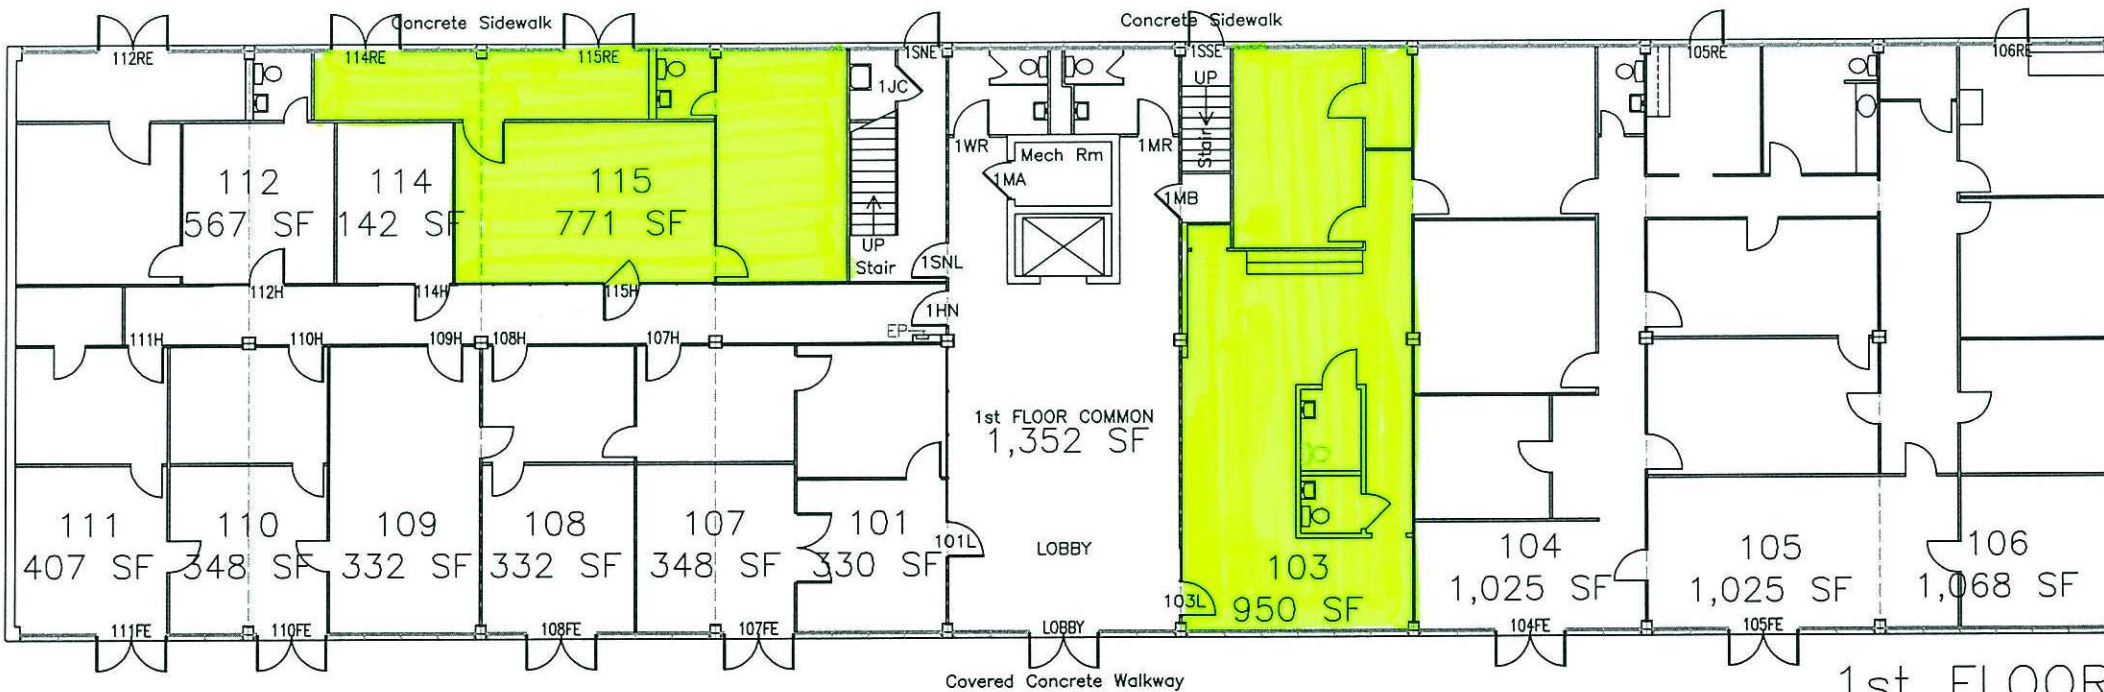 Concrete Sidewalk
Concrete Sidewalk
112RE
114RE
115RE
1SNE
1SSE
105RE
106RE
1JC
UP
Stair
1WR
Mech Rm
1MR
1MA
1MB
112
567 SF
114
142 SF
115
771 SF
UP
Stair
1SNL
112H
114H
115H
1HN
EP
111H
110H
109H
108H
107H
1st FLOOR COMMON
1,352 SF
111
407 SF
110
348 SF
109
332 SF
108
332 SF
107
348 SF
101
330 SF
101L
LOBBY
103
950 SF
103L
104
1,025 SF
105
1,025 SF
106
1,068 SF
111FE
110FE
108FE
107FE
LOBBY
104FE
105FE
Covered Concrete Walkway
1st FLOOR